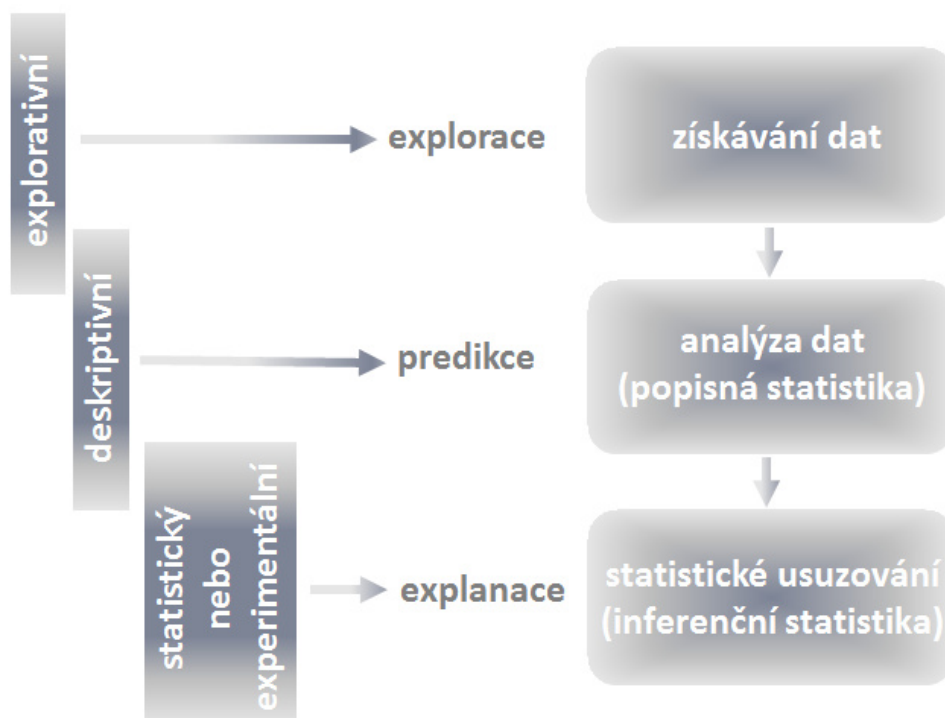 explorativní
explorace
získávání dat
deskriptivní
predikce
analýza dat
(popisná statistika)
statistický
nebo
experimentální
explanace
statistické usuzování
(inferenční statistika)